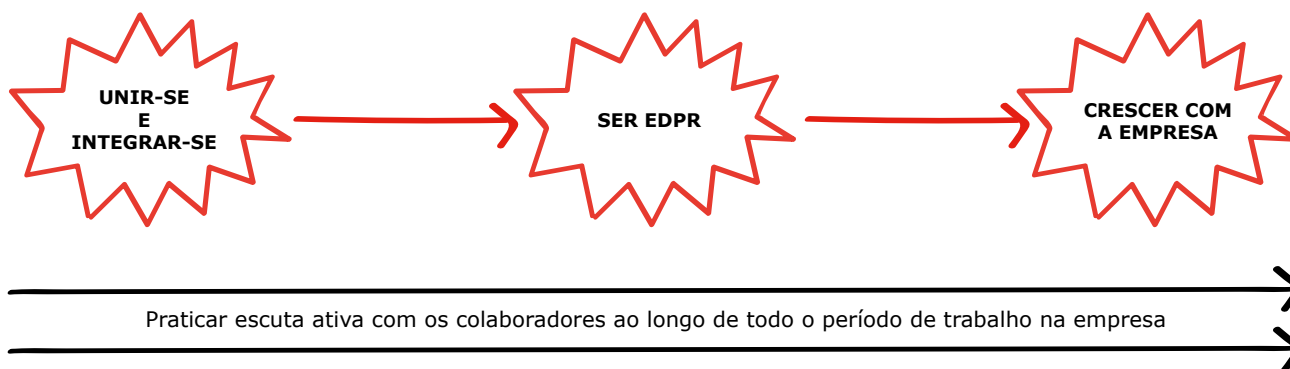 UNIR-SE
E
INTEGRAR-SE
SER EDPR
CRESCER COM
A EMPRESA
Praticar escuta ativa com os colaboradores ao longo de todo o período de trabalho na empresa